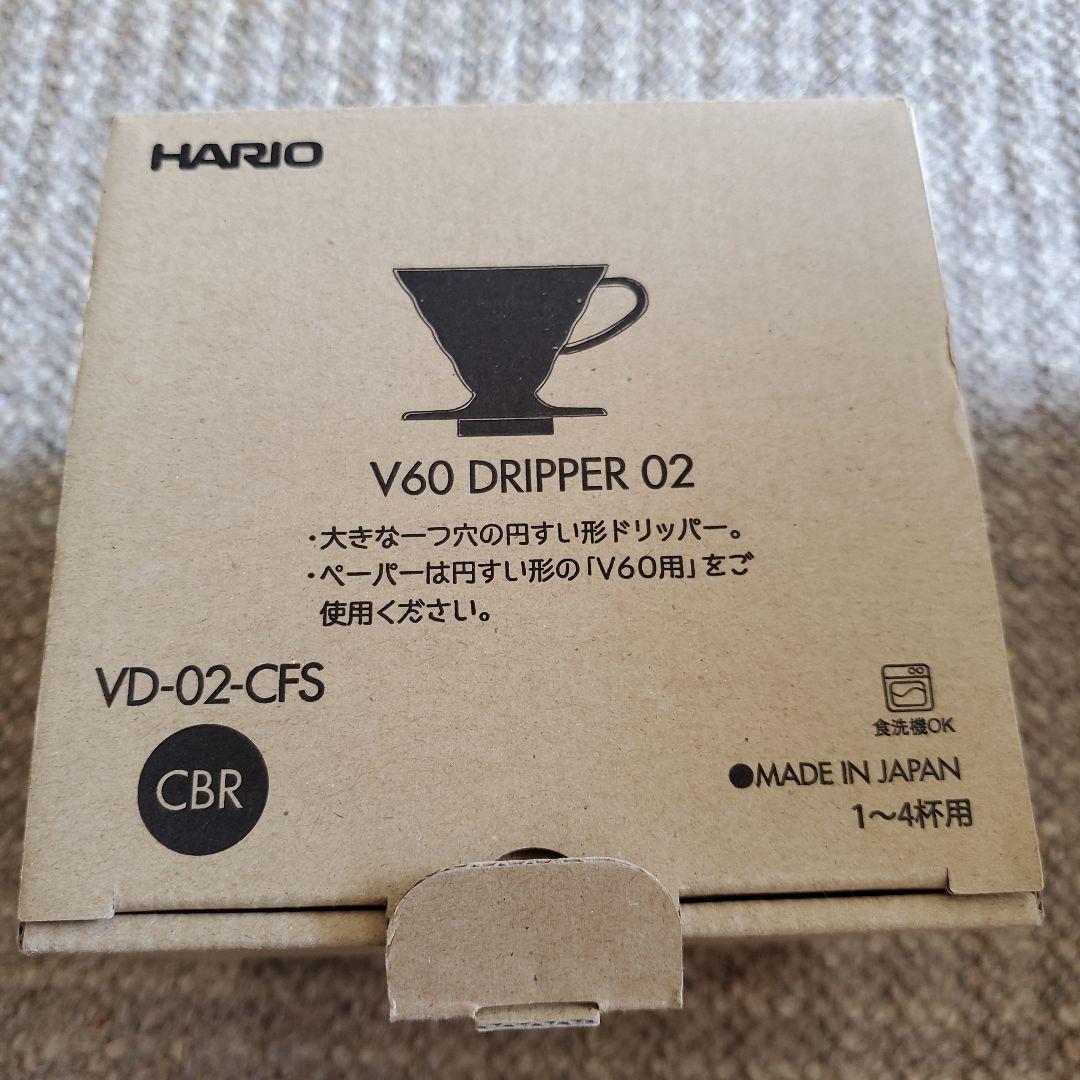 HARIO
V60 DRIPPER 02
・大きな一つ穴の円すい形ドリッパー。
・ペーパーは円すい形の「V60用」をご
使用ください。
VD-02-CFS
CBR
食洗機OK
●MADE IN JAPAN
1〜4杯用